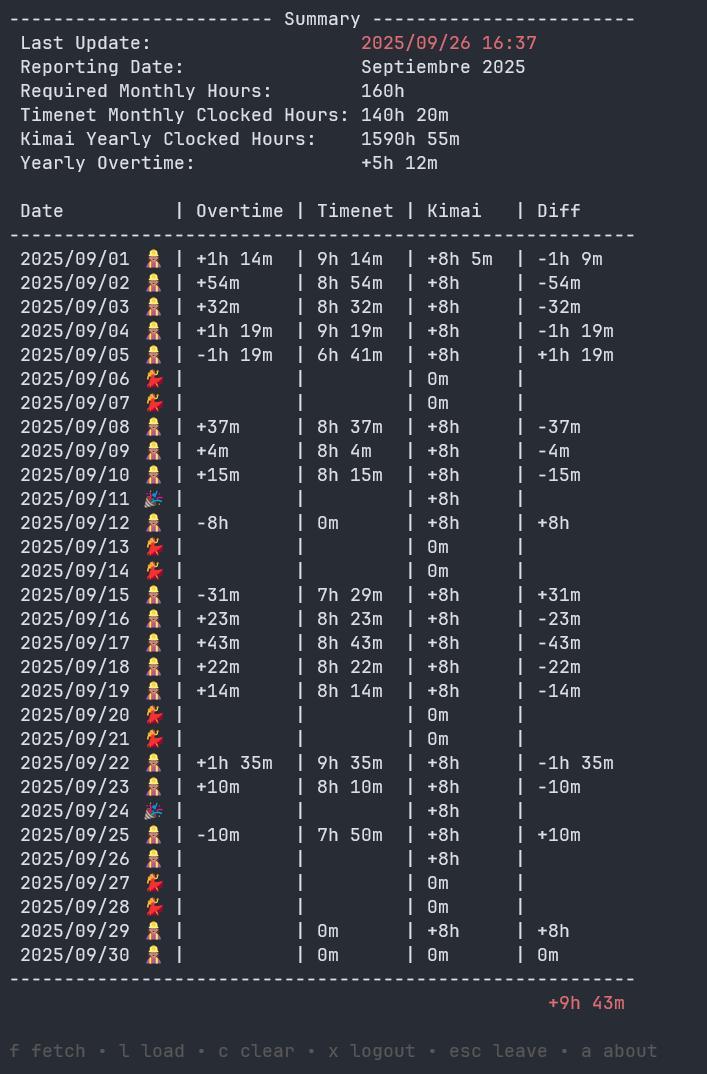 ------------------------ Summary ------------------------
Last Update: 2025/09/26 16:37
Reporting Date: Septiembre 2025
Required Monthly Hours: 160h
Timenet Monthly Clocked Hours: 140h 20m
Kimai Yearly Clocked Hours: 1590h 55m
Yearly Overtime: +5h 12m
Date | Overtime | Timenet | Kimai | Diff
---------------------------------------------------------
2025/09/01 👷 | +1h 14m | 9h 14m | +8h 5m | -1h 9m
2025/09/02 👷 | +54m | 8h 54m | +8h | -54m
2025/09/03 👷 | +32m | 8h 32m | +8h | -32m
2025/09/04 👷 | +1h 19m | 9h 19m | +8h | -1h 19m
2025/09/05 👷 | -1h 19m | 6h 41m | +8h | +1h 19m
2025/09/06 💃 | | | 0m |
2025/09/07 💃 | | | 0m |
2025/09/08 👷 | +37m | 8h 37m | +8h | -37m
2025/09/09 👷 | +4m | 8h 4m | +8h | -4m
2025/09/10 👷 | +15m | 8h 15m | +8h | -15m
2025/09/11 🎉 | | | +8h |
2025/09/12 👷 | -8h | 0m | +8h | +8h
2025/09/13 💃 | | | 0m |
2025/09/14 💃 | | | 0m |
2025/09/15 👷 | -31m | 7h 29m | +8h | +31m
2025/09/16 👷 | +23m | 8h 23m | +8h | -23m
2025/09/17 👷 | +43m | 8h 43m | +8h | -43m
2025/09/18 👷 | +22m | 8h 22m | +8h | -22m
2025/09/19 👷 | +14m | 8h 14m | +8h | -14m
2025/09/20 💃 | | | 0m |
2025/09/21 💃 | | | 0m |
2025/09/22 👷 | +1h 35m | 9h 35m | +8h | -1h 35m
2025/09/23 👷 | +10m | 8h 10m | +8h | -10m
2025/09/24 🎉 | | | +8h |
2025/09/25 👷 | -10m | 7h 50m | +8h | +10m
2025/09/26 👷 | | | +8h |
2025/09/27 💃 | | | 0m |
2025/09/28 💃 | | | 0m |
2025/09/29 👷 | | 0m | +8h | +8h
2025/09/30 👷 | | 0m | 0m | 0m
---------------------------------------------------------
+9h 43m
f fetch • l load • c clear • x logout • esc leave • a about